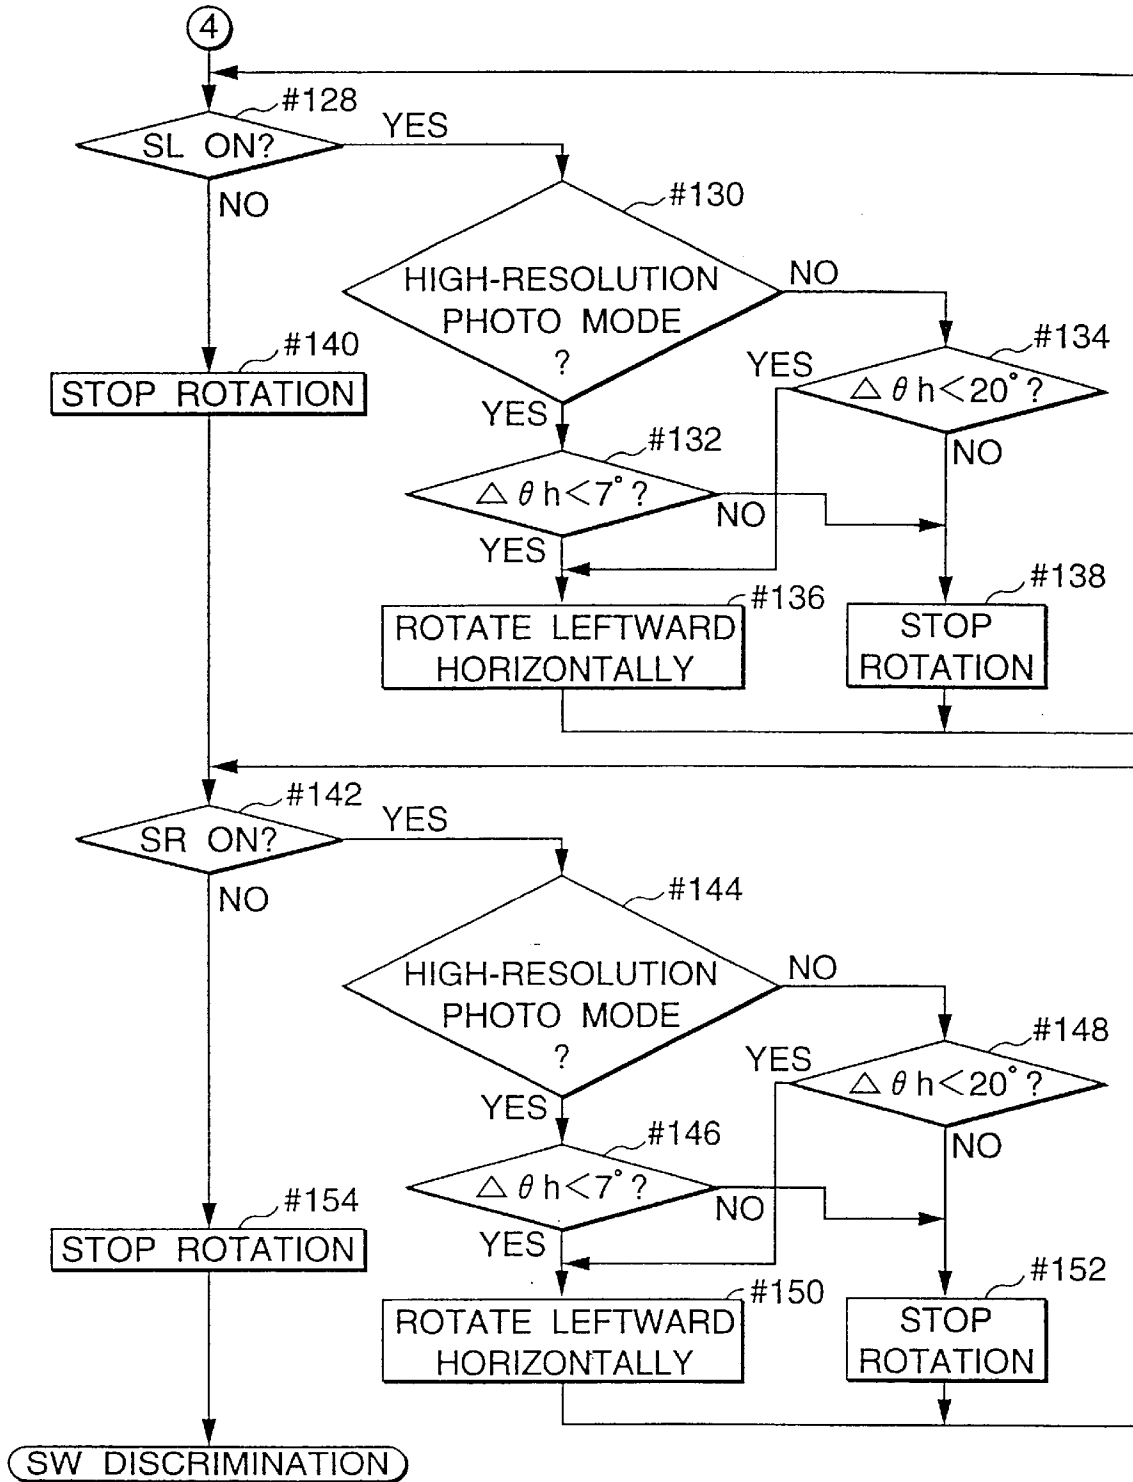 4
#128
SL ON?
YES
NO
#130
HIGH-RESOLUTION
PHOTO MODE
?
NO
YES
#134
YES
△θh<20°?
NO
#140
STOP ROTATION
#132
△θh<7°?
NO
YES
#136
ROTATE LEFTWARD
HORIZONTALLY
#138
STOP
ROTATION
#142
SR ON?
YES
NO
#144
HIGH-RESOLUTION
PHOTO MODE
?
NO
YES
#148
YES
△θh<20°?
NO
#146
△θh<7°?
NO
YES
#154
STOP ROTATION
#150
ROTATE LEFTWARD
HORIZONTALLY
#152
STOP
ROTATION
SW DISCRIMINATION